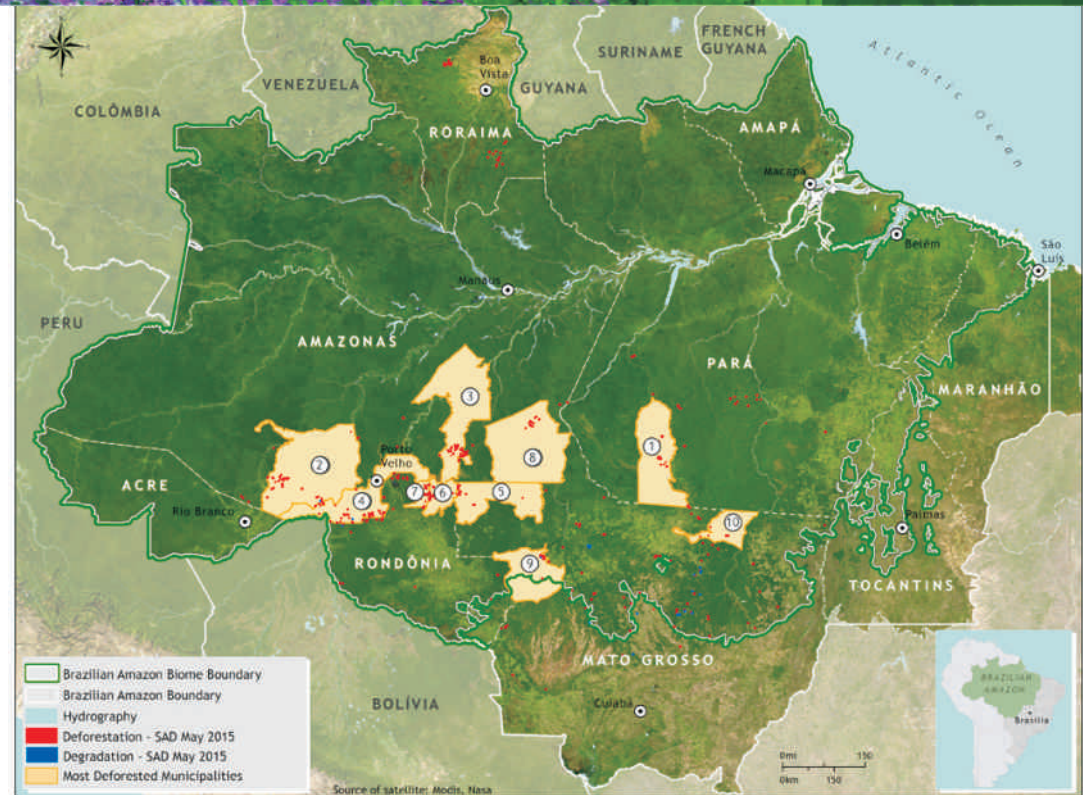 FRENCH
GUYANA
SURINAME
Atlantic Ocean
VENEZUELA
Boa
Vista
GUYANA
COLÔMBIA
RORAIMA
AMAPÁ
Macapá
Belém
São
Luís
Manaus
PERU
AMAZONAS
PARÁ
MARANHÃO
3
1
8
2
Porto
Velho
ACRE
4
7
6
5
Rio Branco
10
Palmas
RONDÔNIA
9
TOCANTINS
MATO GROSSO
BOLÍVIA
Cuiabá
Brazilian Amazon Biome Boundary
Brazilian Amazon Boundary
Hydrography
Deforestation - SAD May 2015
Degradation - SAD May 2015
Most Deforested Municipalities
Source of satellite: Modis, Nasa
0mi 150
0km 150
BRAZILIAN
AMAZON
Brasília